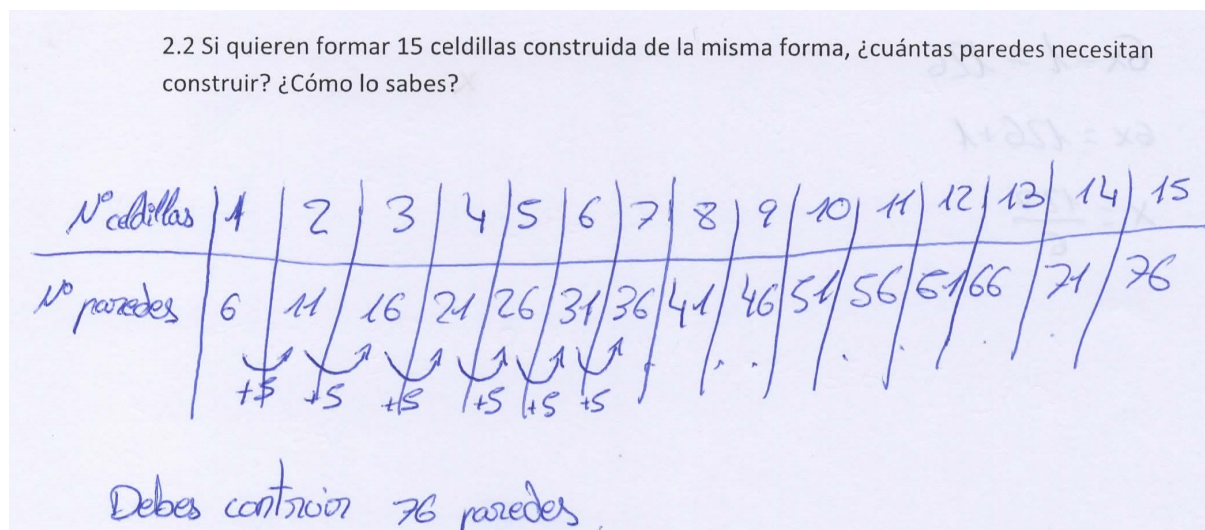 2.2 Si quieren formar 15 celdillas construida de la misma forma, ¿cuántas paredes necesitan
construir? ¿Cómo lo sabes?
Nº celdillas | 1 | 2 | 3 | 4 | 5 | 6 | 7 | 8 | 9 | 10 | 11 | 12 | 13 | 14 | 15
Nº paredes | 6 | 11 | 16 | 21 | 26 | 31 | 36 | 41 | 46 | 51 | 56 | 61 | 66 | 71 | 76
+5 +5 +5 +5 +5 +5
Debes 76 paredes.